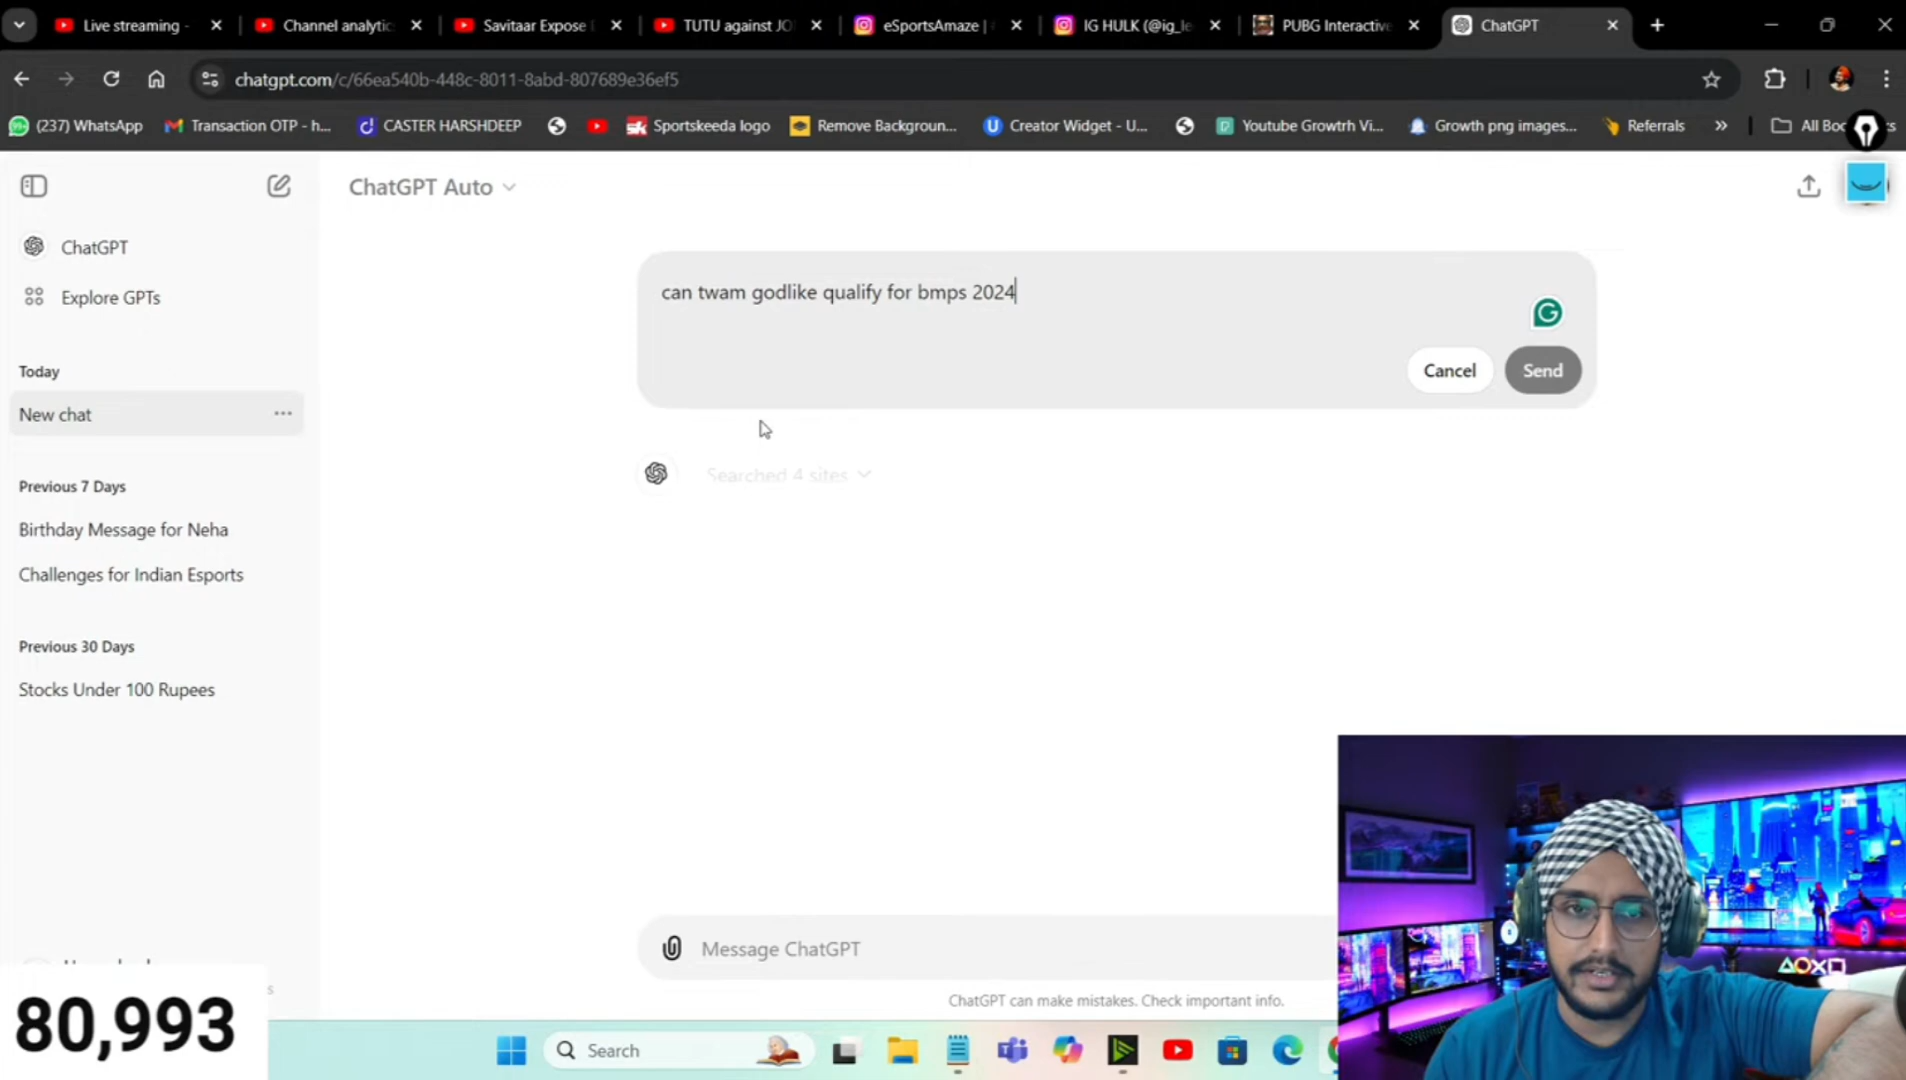 Live streaming -
Channel analytic
Savitaar Expose
TUTU against JO
eSportsAmaze |
IG HULK (@ig_le
PUBG Interactive
ChatGPT
chatgpt.com/c/66ea540b-448c-8011-8abd-807689e36ef5
99+
(237) WhatsApp
Transaction OTP - h...
CASTER HARSHDEEP
Sportskeeda logo
Remove Backgroun...
Creator Widget - U...
Youtube Growtrh Vi...
Growth png images...
Referrals
»
All Boo
ChatGPT Auto
ChatGPT
Explore GPTs
Today
New chat
Previous 7 Days
Birthday Message for Neha
Challenges for Indian Esports
Previous 30 Days
Stocks Under 100 Rupees
can twam godlike qualify for bmps 2024
Cancel
Send
Searched 4 sites
Message ChatGPT
ChatGPT can make mistakes. Check important info.
80,993
Search